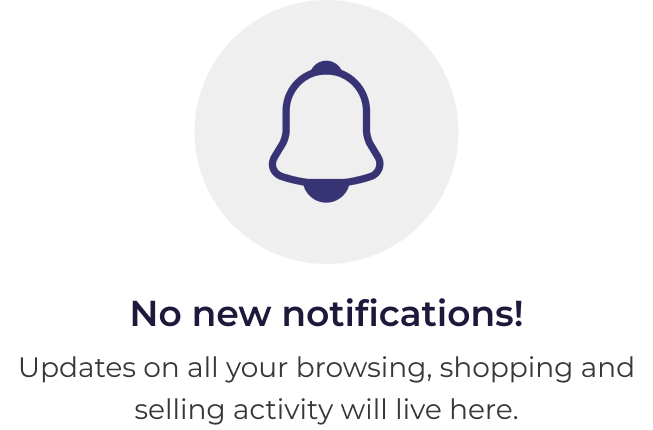 No new notifications!
Updates on all your browsing, shopping and
selling activity will live here.